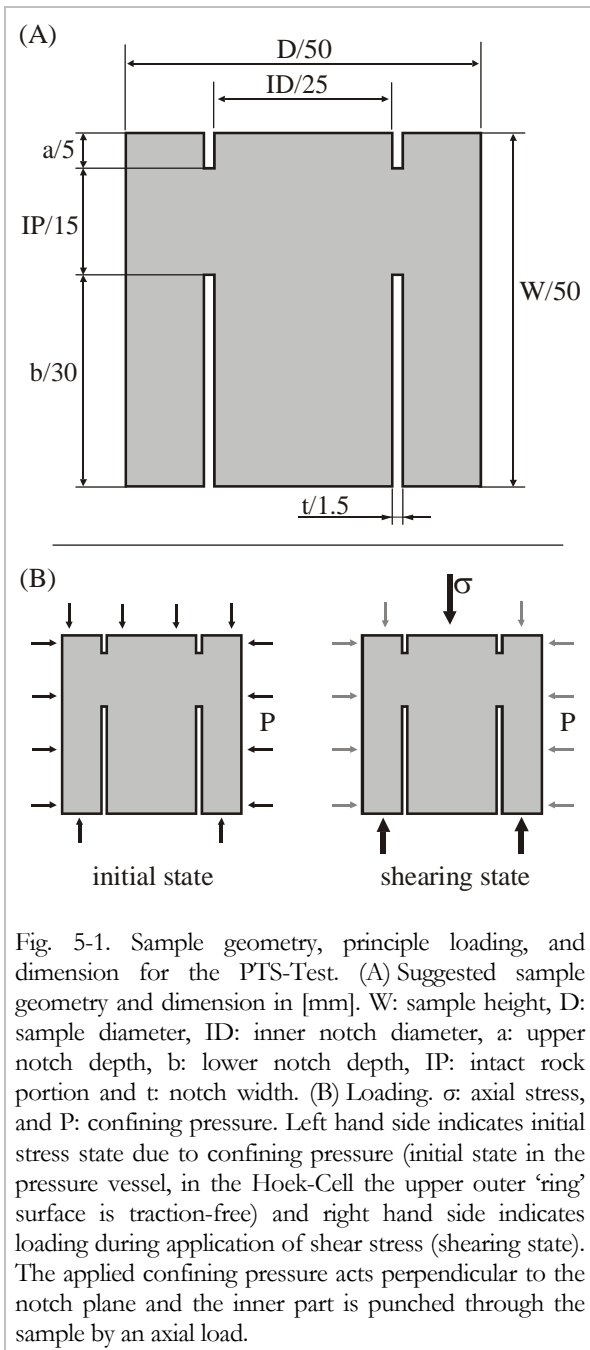 (A)
D/50
ID/25
a/5
IP/15
W/50
b/30
t/1.5
(B)
σ
P
P
initial state
shearing state
Fig. 5-1. Sample geometry, principle loading, and
dimension for the PTS-Test. (A) Suggested sample
geometry and dimension in [mm]. W: sample height, D:
sample diameter, ID: inner notch diameter, a: upper
notch depth, b: lower notch depth, IP: intact rock
portion and t: notch width. (B) Loading. σ: axial stress,
and P: confining pressure. Left hand side indicates initial
stress state due to confining pressure (initial state in the
pressure vessel, in the Hoek-Cell the upper outer ‘ring’
surface is traction-free) and right hand side indicates
loading during application of shear stress (shearing state).
The applied confining pressure acts perpendicular to the
notch plane and the inner part is punched through the
sample by an axial load.